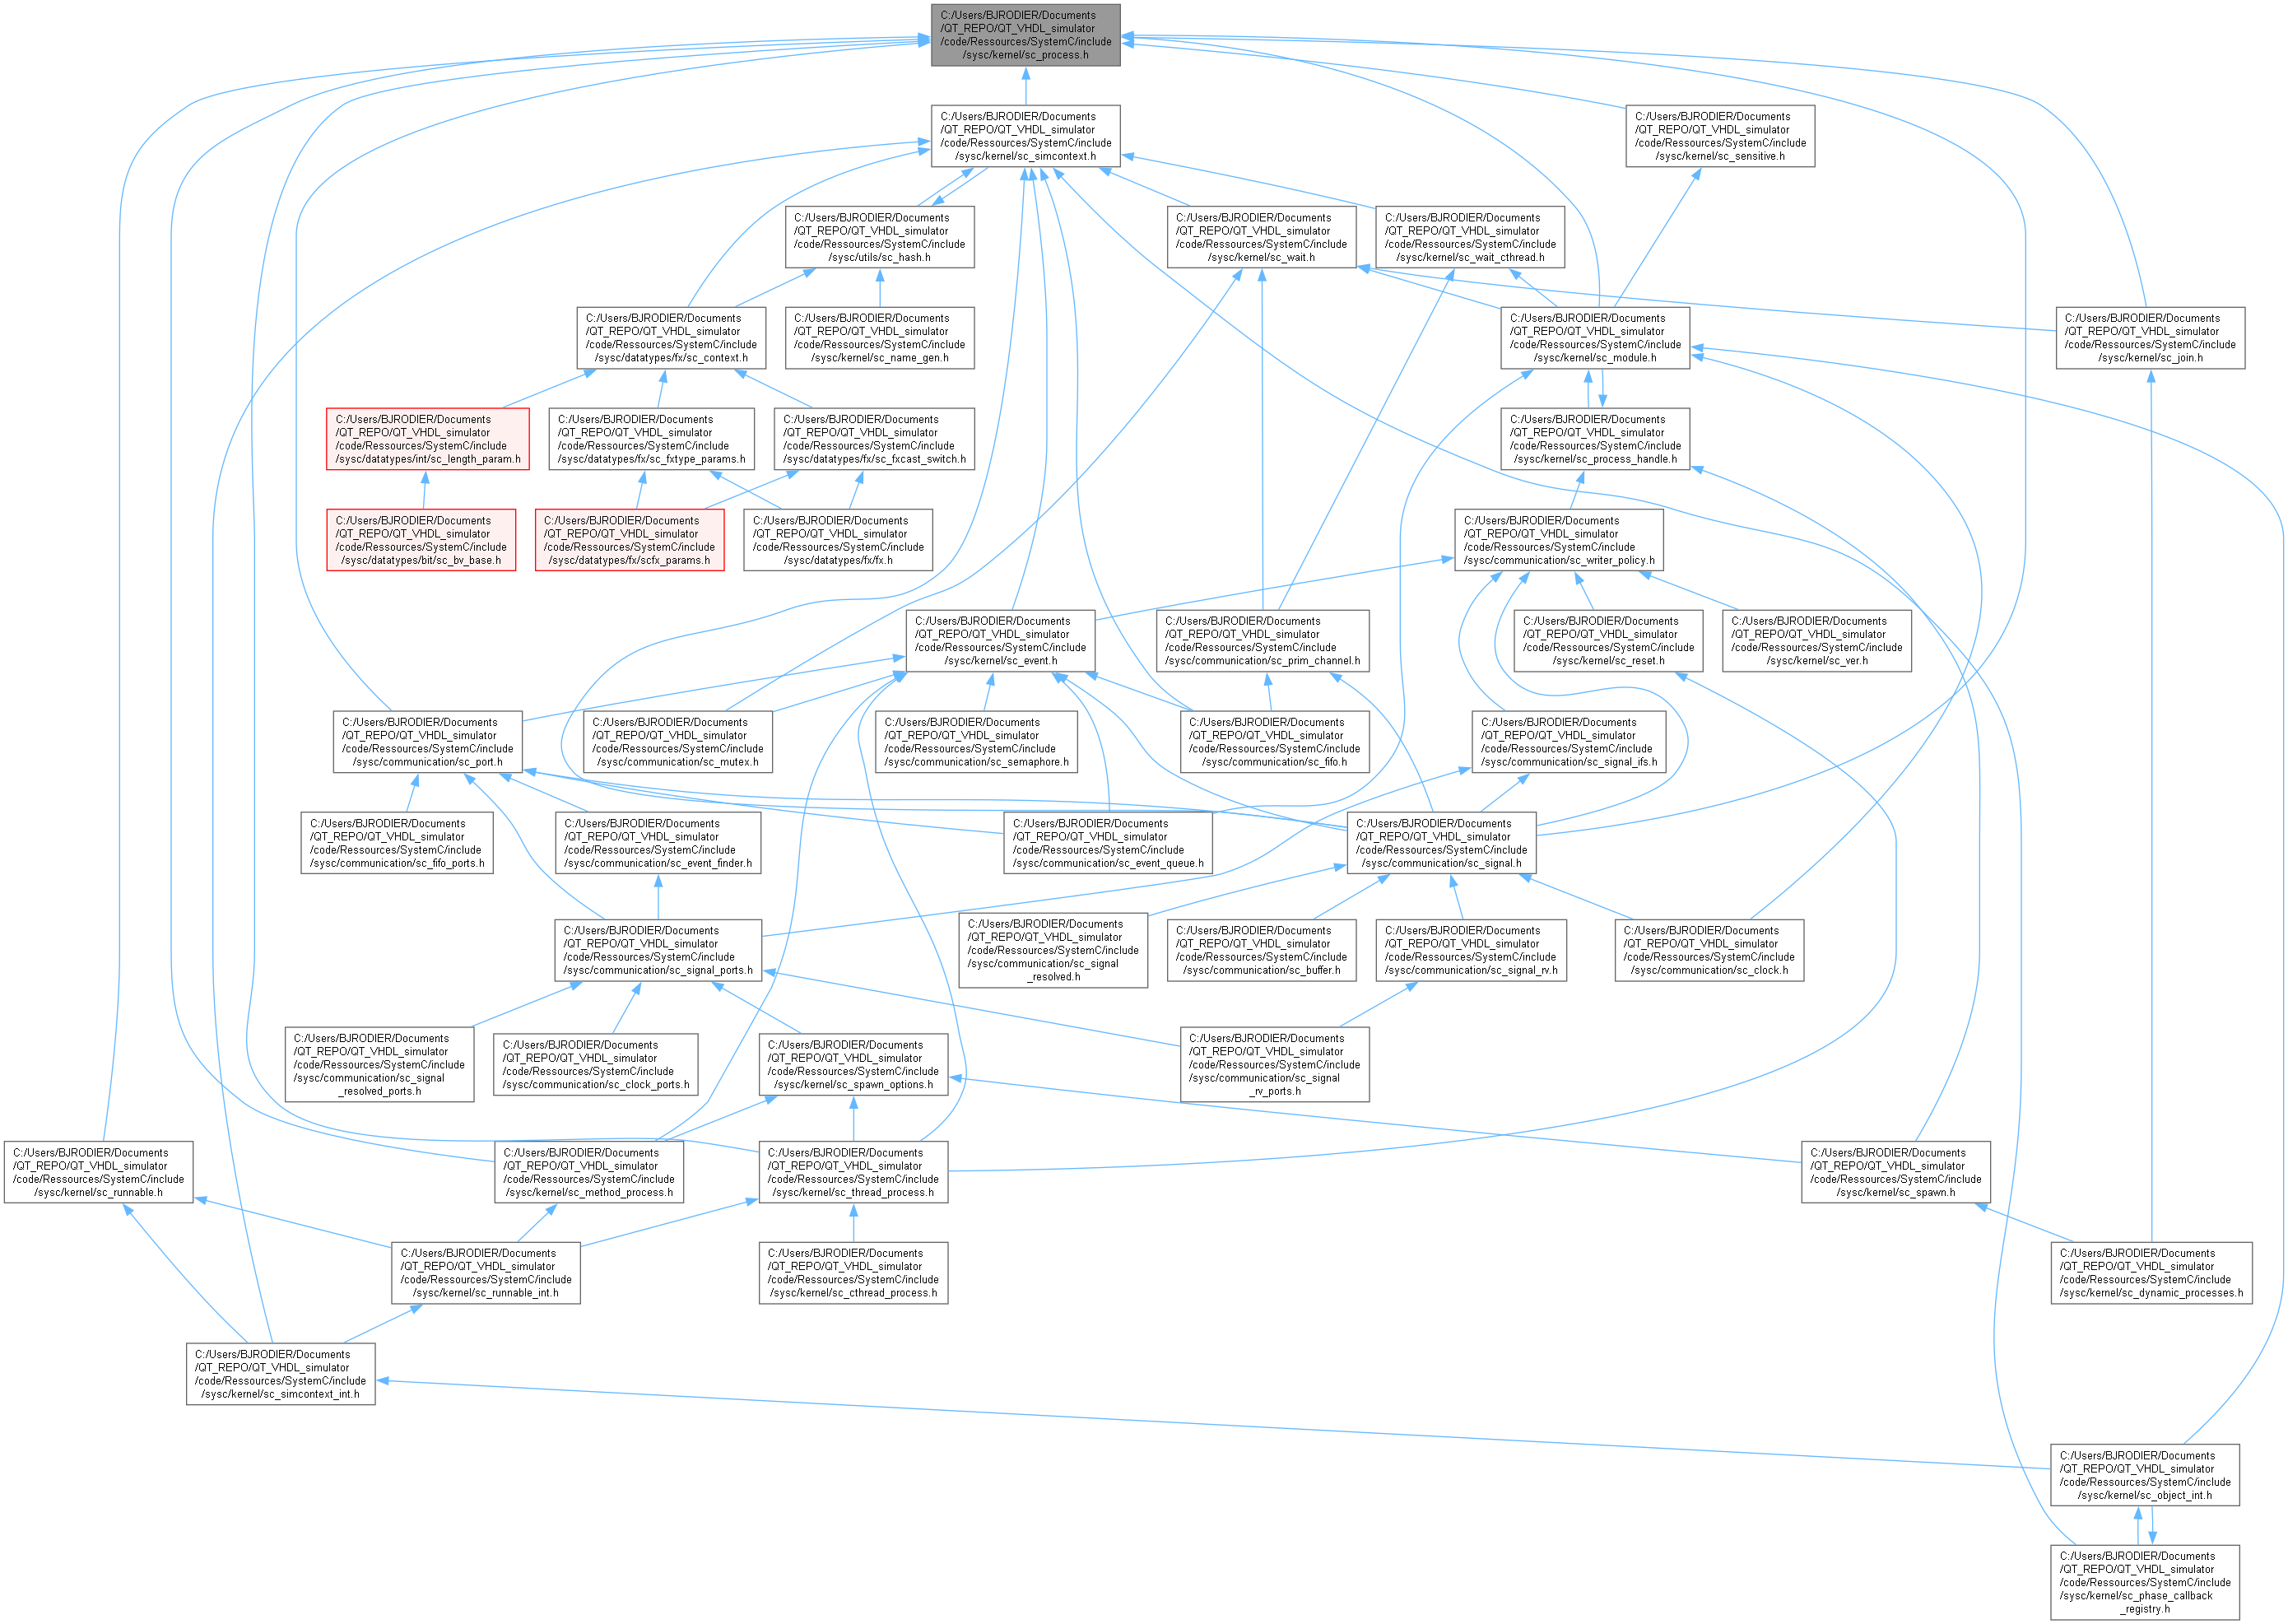 C:/Users/BJRODIER/Documents
/QT_REPO/QT_VHDL_simulator
/code/Ressources/SystemC/include
/sysc/kernel/sc_process.h
C:/Users/BJRODIER/Documents
/QT_REPO/QT_VHDL_simulator
/code/Ressources/SystemC/include
/sysc/kernel/sc_simcontext.h
C:/Users/BJRODIER/Documents
/QT_REPO/QT_VHDL_simulator
/code/Ressources/SystemC/include
/sysc/kernel/sc_sensitive.h
C:/Users/BJRODIER/Documents
/QT_REPO/QT_VHDL_simulator
/code/Ressources/SystemC/include
/sysc/utils/sc_hash.h
C:/Users/BJRODIER/Documents
/QT_REPO/QT_VHDL_simulator
/code/Ressources/SystemC/include
/sysc/kernel/sc_wait.h
C:/Users/BJRODIER/Documents
/QT_REPO/QT_VHDL_simulator
/code/Ressources/SystemC/include
/sysc/kernel/sc_wait_cthread.h
C:/Users/BJRODIER/Documents
/QT_REPO/QT_VHDL_simulator
/code/Ressources/SystemC/include
/sysc/datatypes/fx/sc_context.h
C:/Users/BJRODIER/Documents
/QT_REPO/QT_VHDL_simulator
/code/Ressources/SystemC/include
/sysc/kernel/sc_name_gen.h
C:/Users/BJRODIER/Documents
/QT_REPO/QT_VHDL_simulator
/code/Ressources/SystemC/include
/sysc/kernel/sc_module.h
C:/Users/BJRODIER/Documents
/QT_REPO/QT_VHDL_simulator
/code/Ressources/SystemC/include
/sysc/kernel/sc_join.h
C:/Users/BJRODIER/Documents
/QT_REPO/QT_VHDL_simulator
/code/Ressources/SystemC/include
/sysc/datatypes/int/sc_length_param.h
C:/Users/BJRODIER/Documents
/QT_REPO/QT_VHDL_simulator
/code/Ressources/SystemC/include
/sysc/datatypes/fx/sc_fxtype_params.h
C:/Users/BJRODIER/Documents
/QT_REPO/QT_VHDL_simulator
/code/Ressources/SystemC/include
/sysc/datatypes/fx/sc_fxcast_switch.h
C:/Users/BJRODIER/Documents
/QT_REPO/QT_VHDL_simulator
/code/Ressources/SystemC/include
/sysc/kernel/sc_process_handle.h
C:/Users/BJRODIER/Documents
/QT_REPO/QT_VHDL_simulator
/code/Ressources/SystemC/include
/sysc/datatypes/bit/sc_bv_base.h
C:/Users/BJRODIER/Documents
/QT_REPO/QT_VHDL_simulator
/code/Ressources/SystemC/include
/sysc/datatypes/fx/scfx_params.h
C:/Users/BJRODIER/Documents
/QT_REPO/QT_VHDL_simulator
/code/Ressources/SystemC/include
/sysc/datatypes/fx/fx.h
C:/Users/BJRODIER/Documents
/QT_REPO/QT_VHDL_simulator
/code/Ressources/SystemC/include
/sysc/communication/sc_writer_policy.h
C:/Users/BJRODIER/Documents
/QT_REPO/QT_VHDL_simulator
/code/Ressources/SystemC/include
/sysc/kernel/sc_event.h
C:/Users/BJRODIER/Documents
/QT_REPO/QT_VHDL_simulator
/code/Ressources/SystemC/include
/sysc/communication/sc_prim_channel.h
C:/Users/BJRODIER/Documents
/QT_REPO/QT_VHDL_simulator
/code/Ressources/SystemC/include
/sysc/kernel/sc_reset.h
C:/Users/BJRODIER/Documents
/QT_REPO/QT_VHDL_simulator
/code/Ressources/SystemC/include
/sysc/kernel/sc_ver.h
C:/Users/BJRODIER/Documents
/QT_REPO/QT_VHDL_simulator
/code/Ressources/SystemC/include
/sysc/communication/sc_port.h
C:/Users/BJRODIER/Documents
/QT_REPO/QT_VHDL_simulator
/code/Ressources/SystemC/include
/sysc/communication/sc_mutex.h
C:/Users/BJRODIER/Documents
/QT_REPO/QT_VHDL_simulator
/code/Ressources/SystemC/include
/sysc/communication/sc_semaphore.h
C:/Users/BJRODIER/Documents
/QT_REPO/QT_VHDL_simulator
/code/Ressources/SystemC/include
/sysc/communication/sc_fifo.h
C:/Users/BJRODIER/Documents
/QT_REPO/QT_VHDL_simulator
/code/Ressources/SystemC/include
/sysc/communication/sc_signal_ifs.h
C:/Users/BJRODIER/Documents
/QT_REPO/QT_VHDL_simulator
/code/Ressources/SystemC/include
/sysc/communication/sc_fifo_ports.h
C:/Users/BJRODIER/Documents
/QT_REPO/QT_VHDL_simulator
/code/Ressources/SystemC/include
/sysc/communication/sc_event_finder.h
C:/Users/BJRODIER/Documents
/QT_REPO/QT_VHDL_simulator
/code/Ressources/SystemC/include
/sysc/communication/sc_event_queue.h
C:/Users/BJRODIER/Documents
/QT_REPO/QT_VHDL_simulator
/code/Ressources/SystemC/include
/sysc/communication/sc_signal.h
C:/Users/BJRODIER/Documents
/QT_REPO/QT_VHDL_simulator
/code/Ressources/SystemC/include
/sysc/communication/sc_signal_ports.h
C:/Users/BJRODIER/Documents
/QT_REPO/QT_VHDL_simulator
/code/Ressources/SystemC/include
/sysc/communication/sc_signal
_resolved.h
C:/Users/BJRODIER/Documents
/QT_REPO/QT_VHDL_simulator
/code/Ressources/SystemC/include
/sysc/communication/sc_buffer.h
C:/Users/BJRODIER/Documents
/QT_REPO/QT_VHDL_simulator
/code/Ressources/SystemC/include
/sysc/communication/sc_signal_rv.h
C:/Users/BJRODIER/Documents
/QT_REPO/QT_VHDL_simulator
/code/Ressources/SystemC/include
/sysc/communication/sc_clock.h
C:/Users/BJRODIER/Documents
/QT_REPO/QT_VHDL_simulator
/code/Ressources/SystemC/include
/sysc/communication/sc_signal
_resolved_ports.h
C:/Users/BJRODIER/Documents
/QT_REPO/QT_VHDL_simulator
/code/Ressources/SystemC/include
/sysc/communication/sc_clock_ports.h
C:/Users/BJRODIER/Documents
/QT_REPO/QT_VHDL_simulator
/code/Ressources/SystemC/include
/sysc/kernel/sc_spawn_options.h
C:/Users/BJRODIER/Documents
/QT_REPO/QT_VHDL_simulator
/code/Ressources/SystemC/include
/sysc/communication/sc_signal
_rv_ports.h
C:/Users/BJRODIER/Documents
/QT_REPO/QT_VHDL_simulator
/code/Ressources/SystemC/include
/sysc/kernel/sc_runnable.h
C:/Users/BJRODIER/Documents
/QT_REPO/QT_VHDL_simulator
/code/Ressources/SystemC/include
/sysc/kernel/sc_method_process.h
C:/Users/BJRODIER/Documents
/QT_REPO/QT_VHDL_simulator
/code/Ressources/SystemC/include
/sysc/kernel/sc_thread_process.h
C:/Users/BJRODIER/Documents
/QT_REPO/QT_VHDL_simulator
/code/Ressources/SystemC/include
/sysc/kernel/sc_spawn.h
C:/Users/BJRODIER/Documents
/QT_REPO/QT_VHDL_simulator
/code/Ressources/SystemC/include
/sysc/kernel/sc_runnable_int.h
C:/Users/BJRODIER/Documents
/QT_REPO/QT_VHDL_simulator
/code/Ressources/SystemC/include
/sysc/kernel/sc_cthread_process.h
C:/Users/BJRODIER/Documents
/QT_REPO/QT_VHDL_simulator
/code/Ressources/SystemC/include
/sysc/kernel/sc_dynamic_processes.h
C:/Users/BJRODIER/Documents
/QT_REPO/QT_VHDL_simulator
/code/Ressources/SystemC/include
/sysc/kernel/sc_simcontext_int.h
C:/Users/BJRODIER/Documents
/QT_REPO/QT_VHDL_simulator
/code/Ressources/SystemC/include
/sysc/kernel/sc_object_int.h
C:/Users/BJRODIER/Documents
/QT_REPO/QT_VHDL_simulator
/code/Ressources/SystemC/include
/sysc/kernel/sc_phase_callback
_registry.h